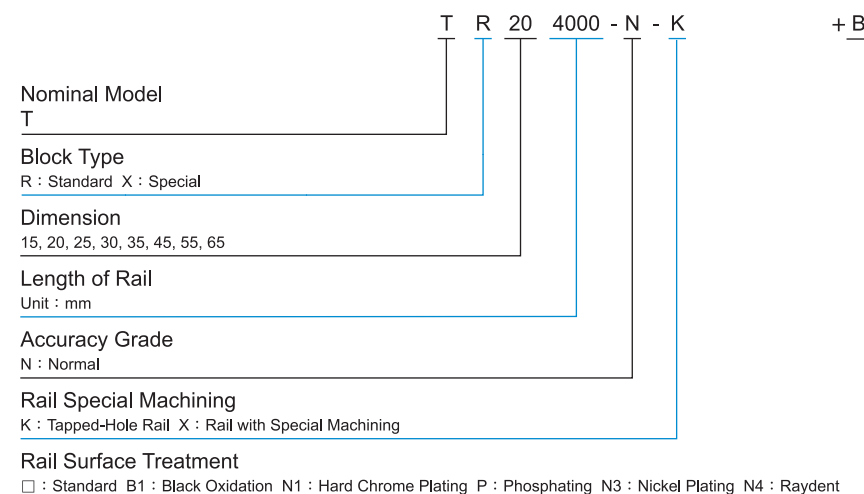 T R 20 4000 - N - K + B
Nominal Model
T
Block Type
R：Standard X：Special
Dimension
15, 20, 25, 30, 35, 45, 55, 65
Length of Rail
Unit：mm
Accuracy Grade
N：Normal
Rail Special Machining
K：Tapped-Hole Rail X：Rail with Special Machining
Rail Surface Treatment
□：Standard B1：Black Oxidation N1：Hard Chrome Plating P：Phosphating N3：Nickel Plating N4：Raydent